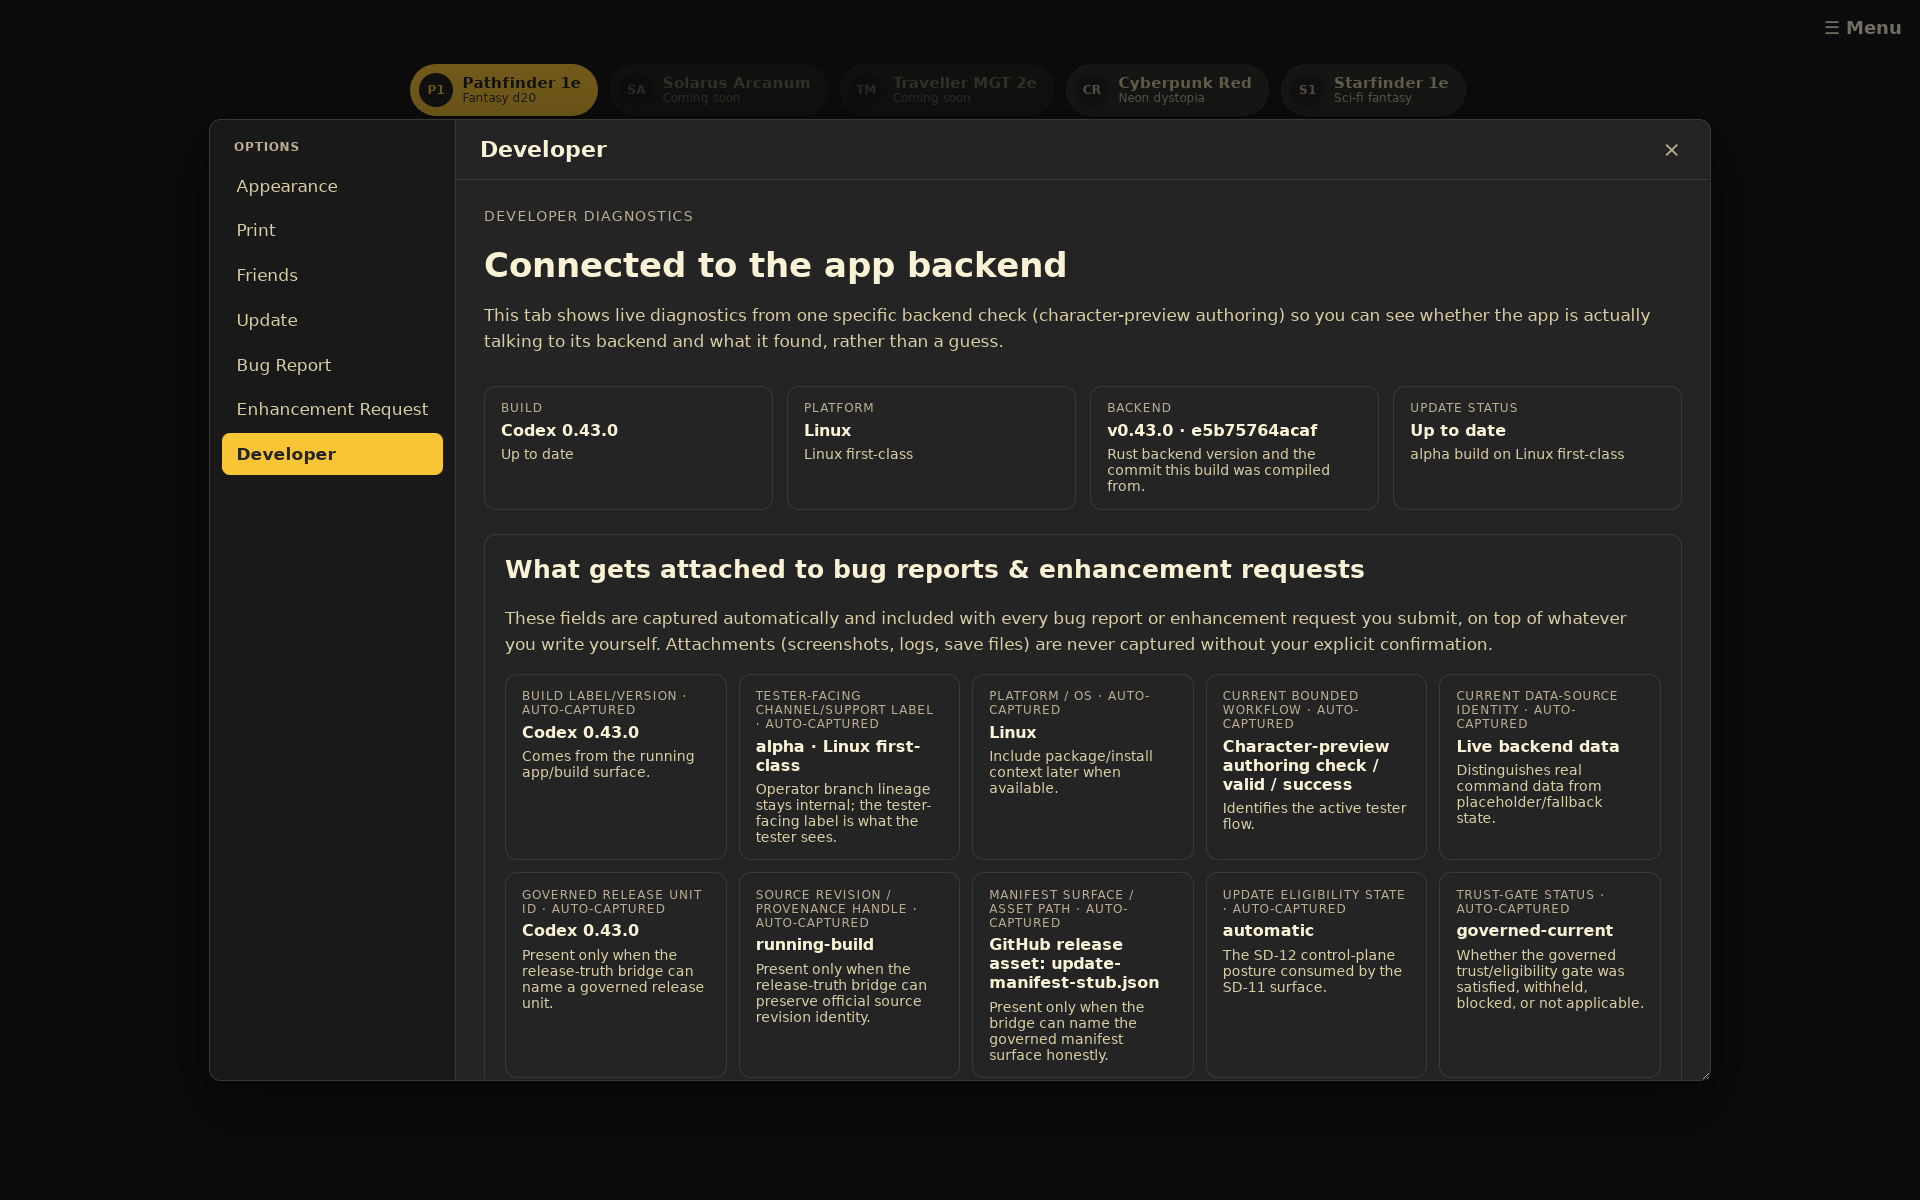 ☰ Menu
P1 Pathfinder 1e
Fantasy d20
SA Solarus Arcanum
Coming soon
TM Traveller MGT 2e
Coming soon
CR Cyberpunk Red
Neon dystopia
S1 Starfinder 1e
Sci-fi fantasy
OPTIONS
Appearance
Print
Friends
Update
Bug Report
Enhancement Request
Developer
Developer
×
DEVELOPER DIAGNOSTICS
Connected to the app backend
This tab shows live diagnostics from one specific backend check (character-preview authoring) so you can see whether the app is actually
talking to its backend and what it found, rather than a guess.
BUILD
Codex 0.43.0
Up to date
PLATFORM
Linux
Linux first-class
BACKEND
v0.43.0 · e5b75764acaf
Rust backend version and the
commit this build was compiled
from.
UPDATE STATUS
Up to date
alpha build on Linux first-class
What gets attached to bug reports & enhancement requests
These fields are captured automatically and included with every bug report or enhancement request you submit, on top of whatever
you write yourself. Attachments (screenshots, logs, save files) are never captured without your explicit confirmation.
BUILD LABEL/VERSION ·
AUTO-CAPTURED
Codex 0.43.0
Comes from the running
app/build surface.
TESTER-FACING
CHANNEL/SUPPORT LABEL
· AUTO-CAPTURED
alpha · Linux first-
class
Operator branch lineage
stays internal; the tester-
facing label is what the
tester sees.
PLATFORM / OS · AUTO-
CAPTURED
Linux
Include package/install
context later when
available.
CURRENT BOUNDED
WORKFLOW · AUTO-
CAPTURED
Character-preview
authoring check /
valid / success
Identifies the active tester
flow.
CURRENT DATA-SOURCE
IDENTITY · AUTO-
CAPTURED
Live backend data
Distinguishes real
command data from
placeholder/fallback
state.
GOVERNED RELEASE UNIT
ID · AUTO-CAPTURED
Codex 0.43.0
Present only when the
release-truth bridge can
name a governed release
unit.
SOURCE REVISION /
PROVENANCE HANDLE ·
AUTO-CAPTURED
running-build
Present only when the
release-truth bridge can
preserve official source
revision identity.
MANIFEST SURFACE /
ASSET PATH · AUTO-
CAPTURED
GitHub release
asset: update-
manifest-stub.json
Present only when the
bridge can name the
governed manifest
surface honestly.
UPDATE ELIGIBILITY STATE
· AUTO-CAPTURED
automatic
The SD-12 control-plane
posture consumed by the
SD-11 surface.
TRUST-GATE STATUS ·
AUTO-CAPTURED
governed-current
Whether the governed
trust/eligibility gate was
satisfied, withheld,
blocked, or not applicable.